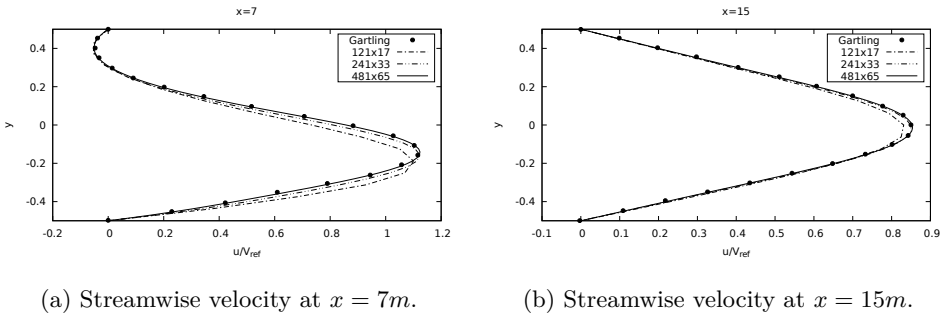 x=7
Gartling
121x17
241x33
481x65
0.4
0.2
0
-0.2
-0.4
y
-0.2
0
0.2
0.4
0.6
0.8
1
1.2
u/Vref
(a) Streamwise velocity at x = 7m.
x=15
Gartling
121x17
241x33
481x65
0.4
0.2
0
-0.2
-0.4
y
-0.1
0
0.1
0.2
0.3
0.4
0.5
0.6
0.7
0.8
0.9
u/Vref
(b) Streamwise velocity at x = 15m.